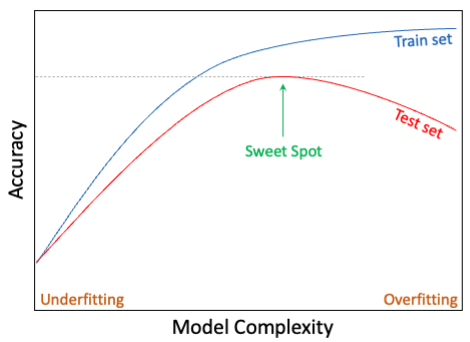 Train set
Test set
Sweet Spot
Accuracy
Underfitting
Overfitting
Model Complexity